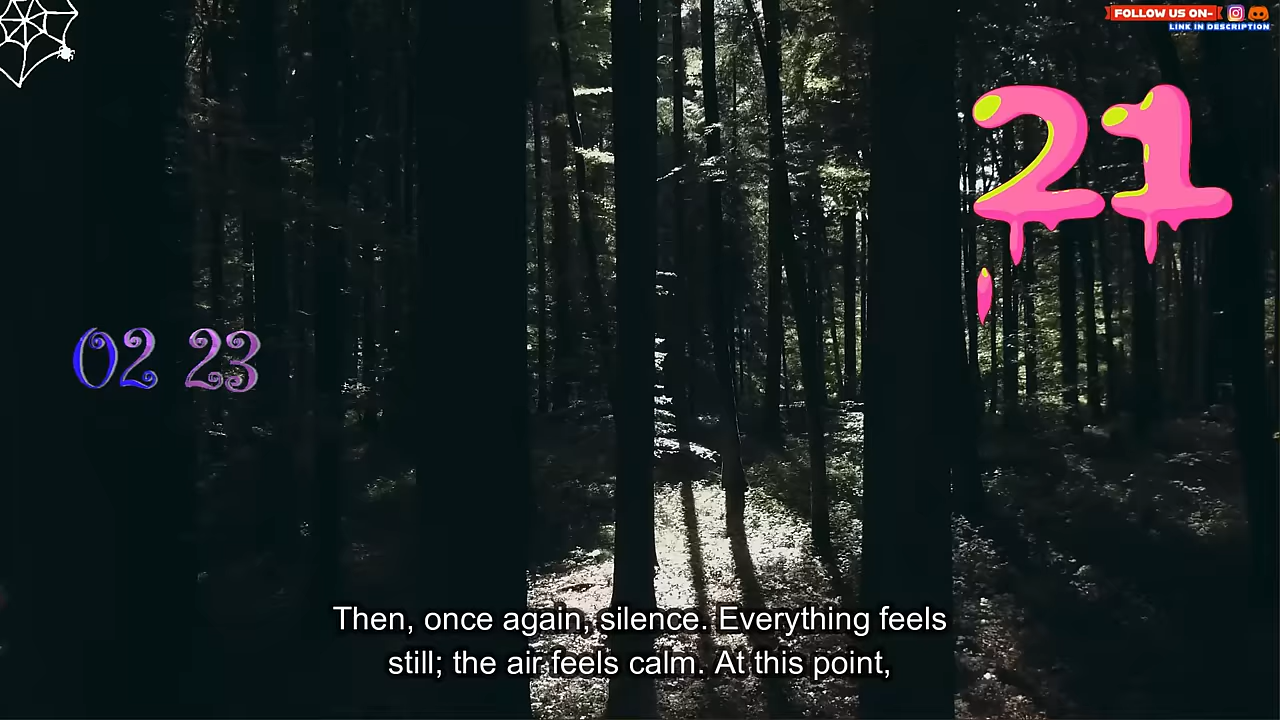 FOLLOW US ON-
LINK IN DESCRIPTION
21
02 23
Then, once again, silence. Everything feels
still; the air feels calm. At this point,